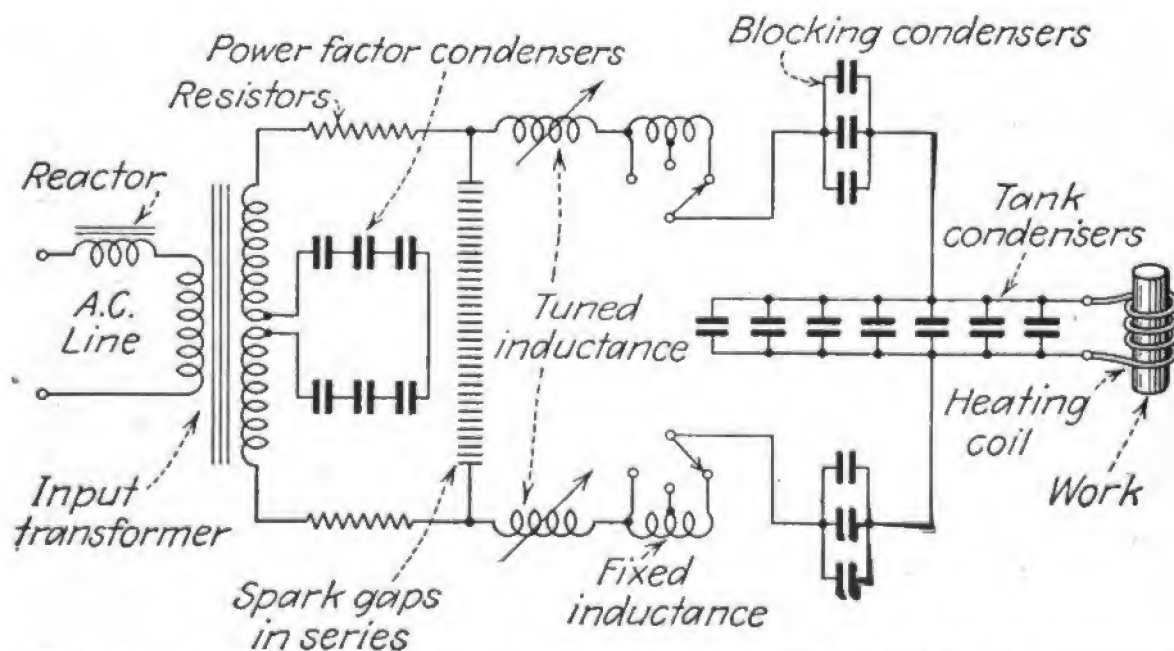 Power factor condensers
Resistors
Blocking condensers
Reactor
A.C.
Line
Tank
condensers
Tuned
inductance
Heating
coil
Work
Input
transformer
Fixed
inductance
Spark gaps
in series